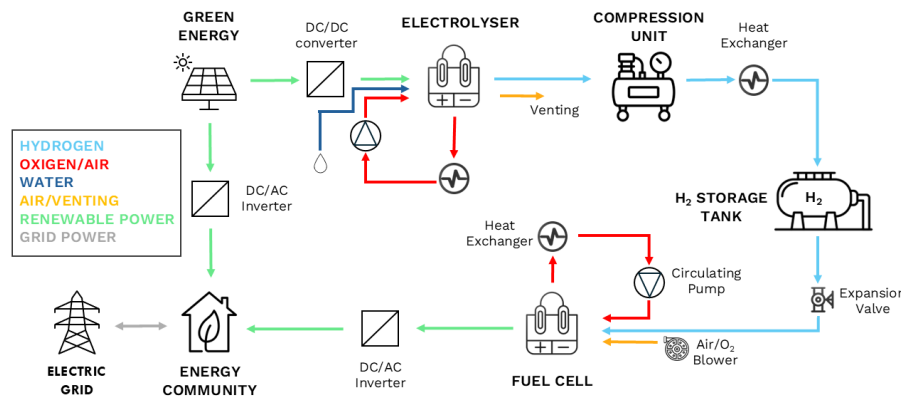 GREEN
ENERGY
DC/DC
converter
ELECTROLYSER
COMPRESSION
UNIT
Heat
Exchanger
Venting
HYDROGEN
OXIGEN/AIR
WATER
AIR/VENTING
RENEWABLE POWER
GRID POWER
DC/AC
Inverter
H₂ STORAGE
TANK
H₂
Heat
Exchanger
Circulating
Pump
Expansion
Valve
Air/O₂
Blower
FUEL CELL
DC/AC
Inverter
ENERGY
COMMUNITY
ELECTRIC
GRID